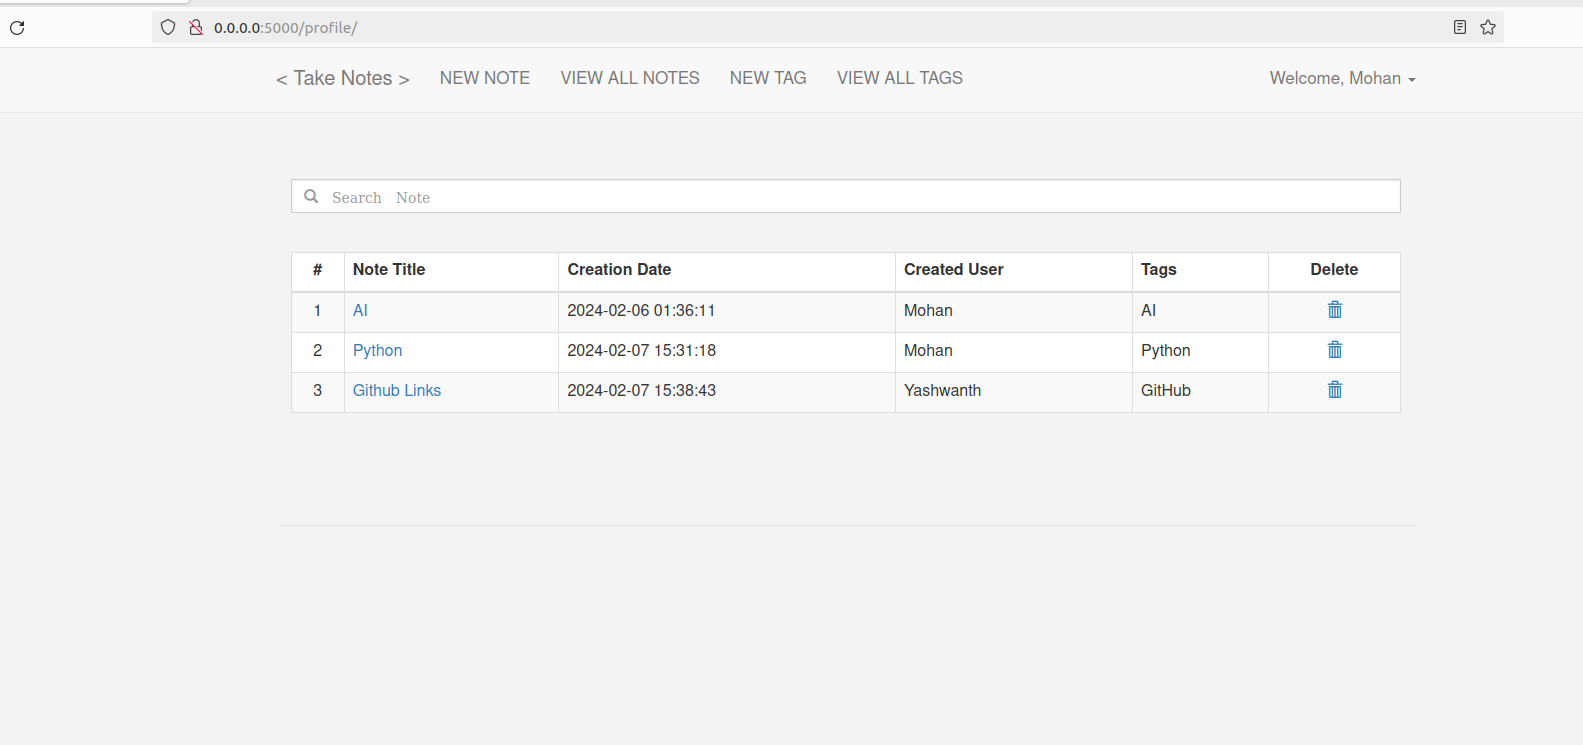 0.0.0.0:5000/profile/
< Take Notes > NEW NOTE VIEW ALL NOTES NEW TAG VIEW ALL TAGS Welcome, Mohan
Search Note
# Note Title Creation Date Created User Tags Delete
1 AI 2024-02-06 01:36:11 Mohan AI
2 Python 2024-02-07 15:31:18 Mohan Python
3 Github Links 2024-02-07 15:38:43 Yashwanth GitHub